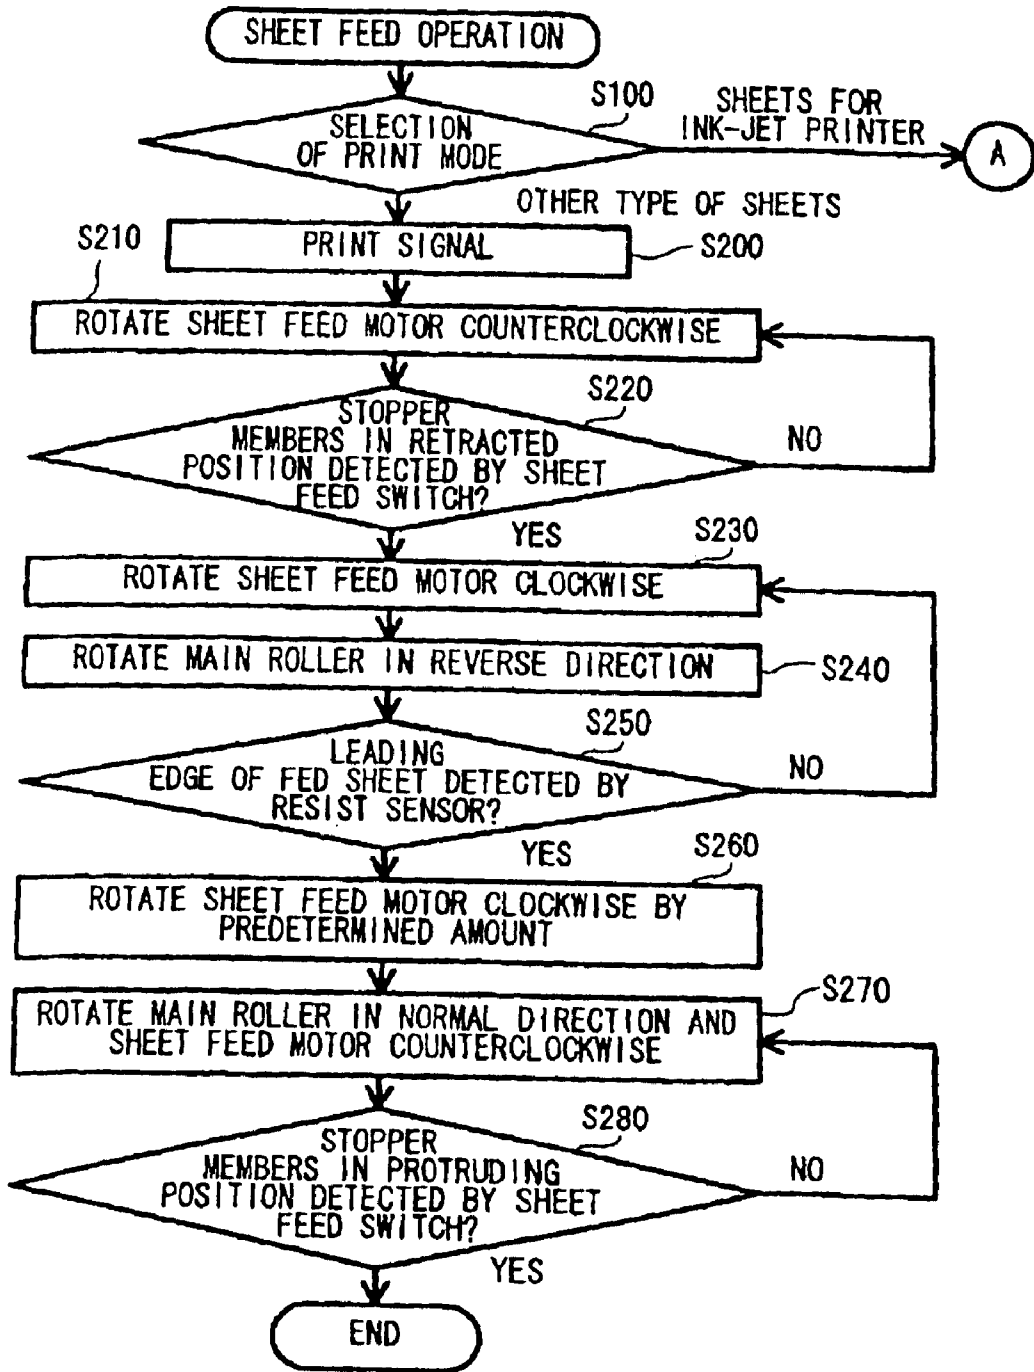 SHEET FEED OPERATION
S100
SELECTION
OF PRINT MODE
SHEETS FOR
INK-JET PRINTER
A
OTHER TYPE OF SHEETS
PRINT SIGNAL
S200
S210
ROTATE SHEET FEED MOTOR COUNTERCLOCKWISE
S220
STOPPER
MEMBERS IN RETRACTED
POSITION DETECTED BY SHEET
FEED SWITCH?
NO
YES
S230
ROTATE SHEET FEED MOTOR CLOCKWISE
ROTATE MAIN ROLLER IN REVERSE DIRECTION
S240
S250
LEADING
EDGE OF FED SHEET DETECTED BY
RESIST SENSOR?
NO
YES
S260
ROTATE SHEET FEED MOTOR CLOCKWISE BY
PREDETERMINED AMOUNT
S270
ROTATE MAIN ROLLER IN NORMAL DIRECTION AND
SHEET FEED MOTOR COUNTERCLOCKWISE
S280
STOPPER
MEMBERS IN PROTRUDING
POSITION DETECTED BY SHEET
FEED SWITCH?
NO
YES
END